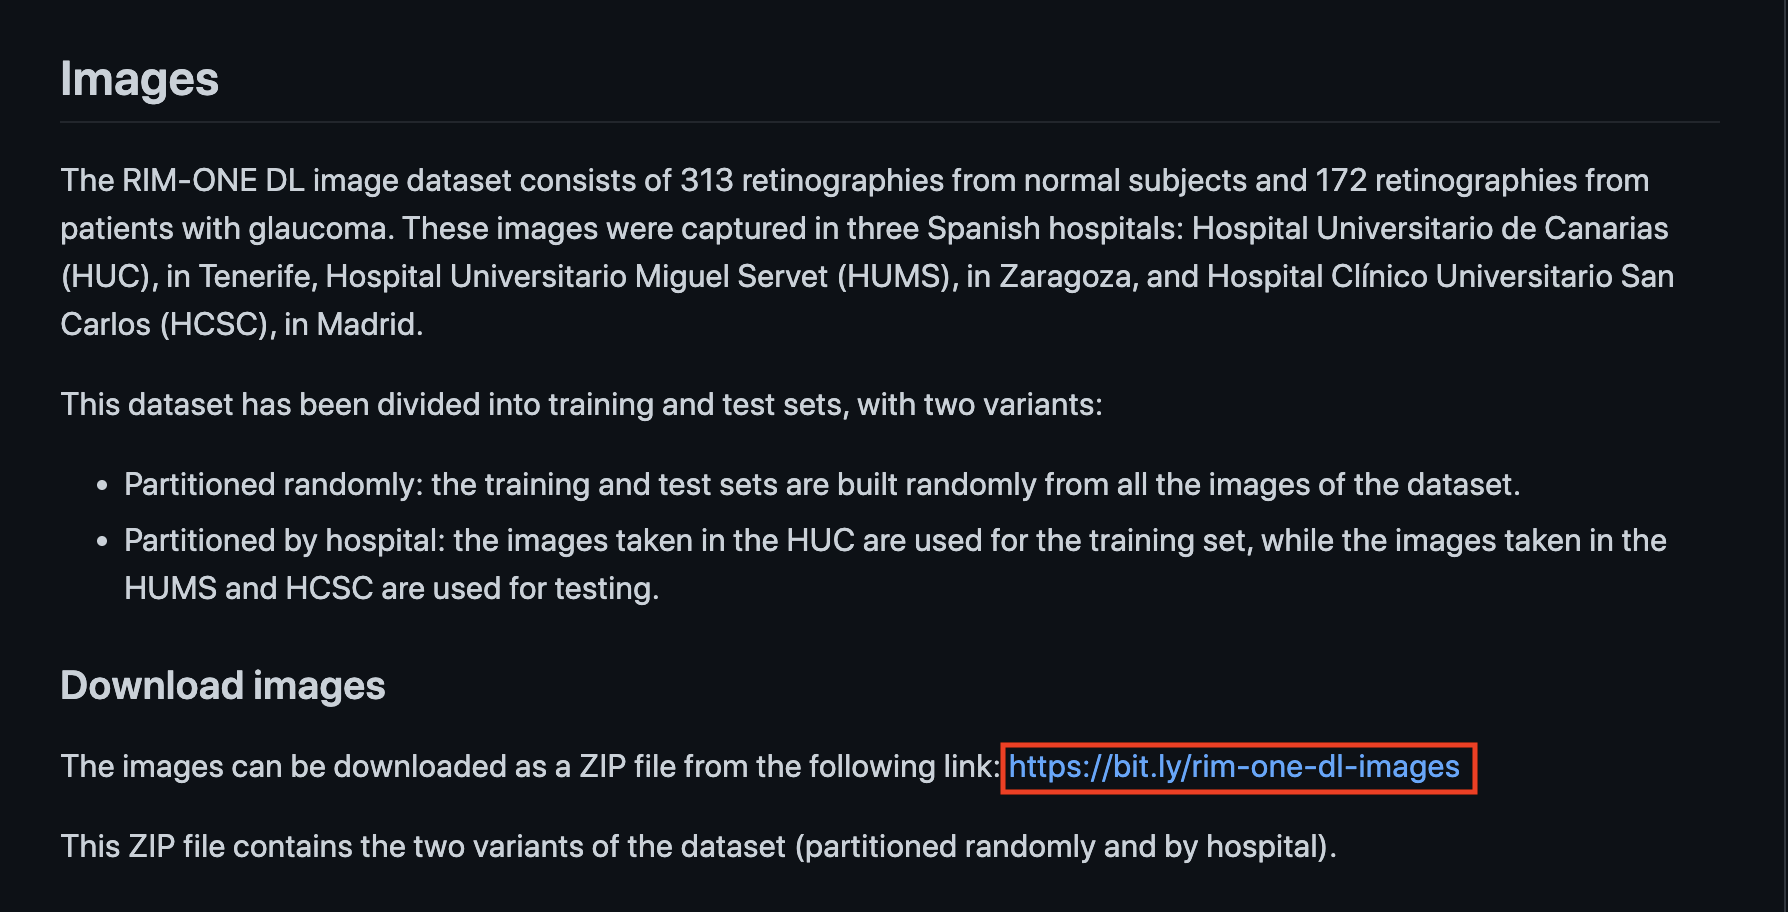 Images
The RIM-ONE DL image dataset consists of 313 retinographies from normal subjects and 172 retinographies from
patients with glaucoma. These images were captured in three Spanish hospitals: Hospital Universitario de Canarias
(HUC), in Tenerife, Hospital Universitario Miguel Servet (HUMS), in Zaragoza, and Hospital Clínico Universitario San
Carlos (HCSC), in Madrid.
This dataset has been divided into training and test sets, with two variants:
• Partitioned randomly: the training and test sets are built randomly from all the images of the dataset.
• Partitioned by hospital: the images taken in the HUC are used for the training set, while the images taken in the
HUMS and HCSC are used for testing.
Download images
The images can be downloaded as a ZIP file from the following link: https://bit.ly/rim-one-dl-images
This ZIP file contains the two variants of the dataset (partitioned randomly and by hospital).